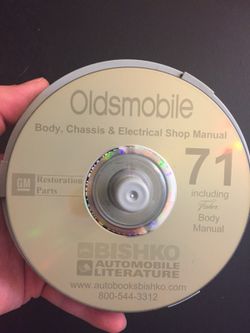 Oldsmobile
Body, Chassis & Electrical Shop Manual
71
GM
Restoration
Parts
including
Fisher
Body
Manual
BISHKO
AUTOMOBILE
LITERATURE
www.autobooksbishko.com
800-544-3312